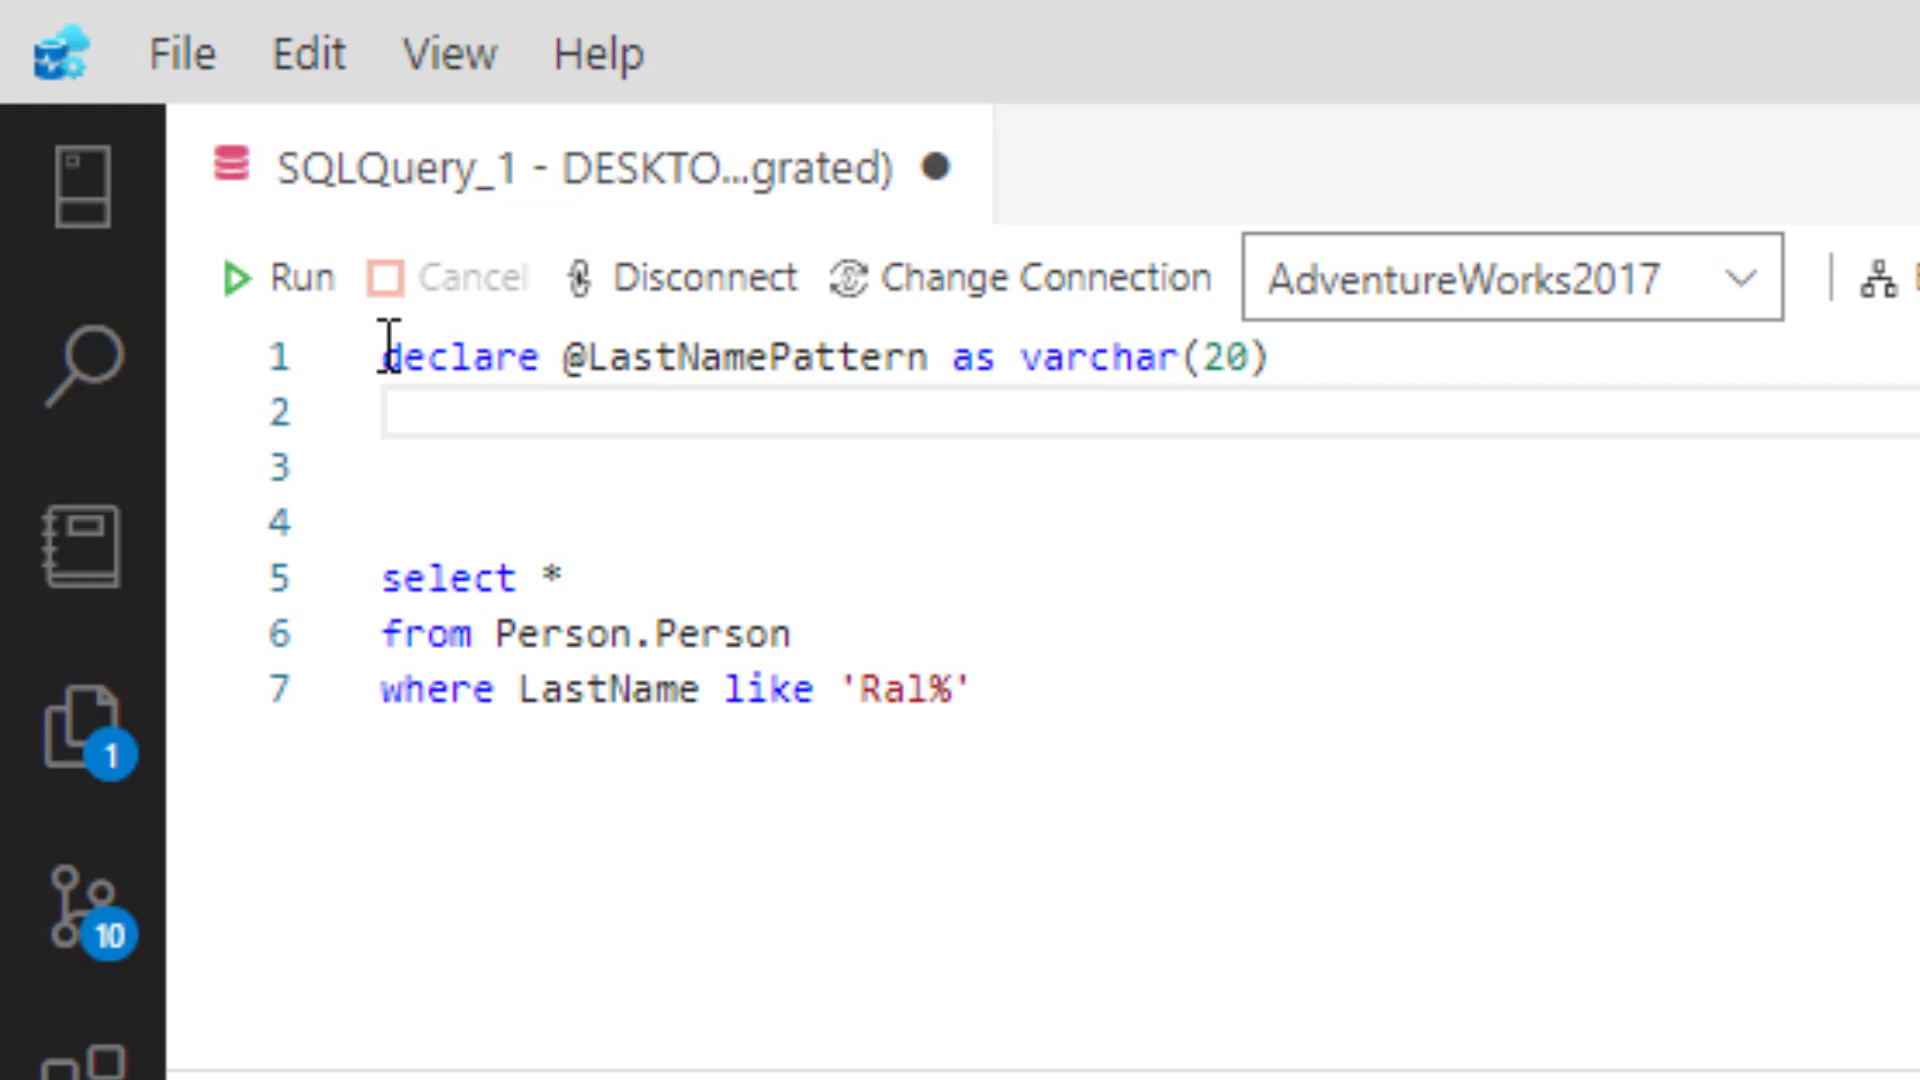 File Edit View Help
SQLQuery_1 - DESKTO...grated)
Run Cancel Disconnect Change Connection AdventureWorks2017
1 declare @LastNamePattern as varchar(20)
2
3
4
5 select *
6 from Person.Person
7 where LastName like 'Ral%'
1
10